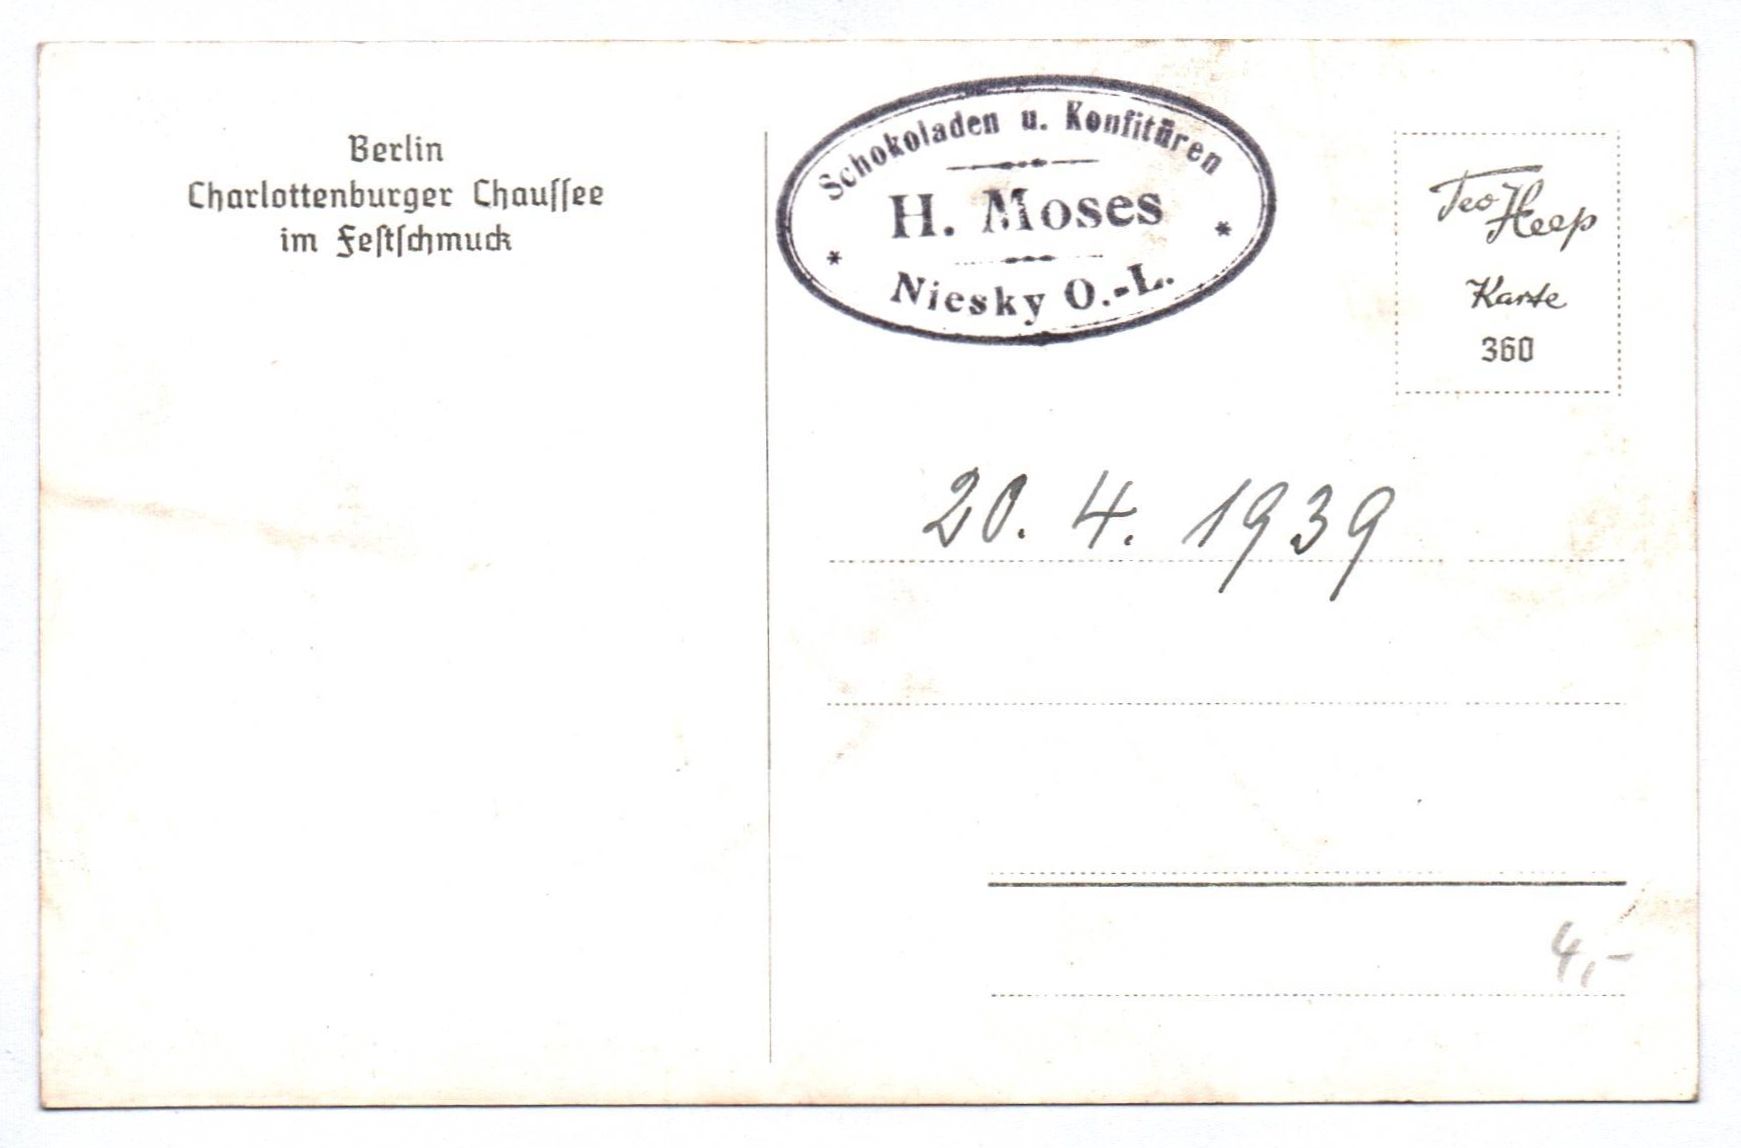 Berlin
Charlottenburger Chauſſee
im Feſtſchmuck
Schokoladen u. Konfitüren
H. Moses
* *
Niesky O.-L.
Teo Heep
Karte
360
20. 4. 1939
4,-